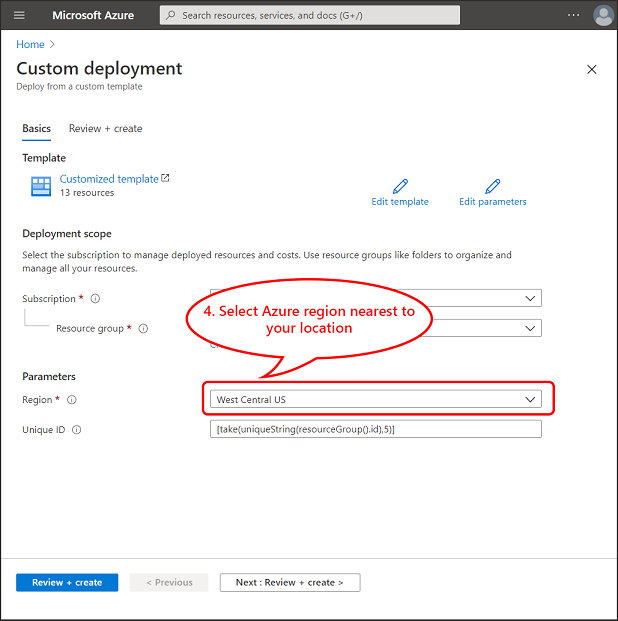 Microsoft Azure
Search resources, services, and docs (G+/)
Home
Custom deployment
Deploy from a custom template
Basics
Review + create
Template
Customized template
13 resources
Edit template
Edit parameters
Deployment scope
Select the subscription to manage deployed resources and costs. Use resource groups like folders to organize and
manage all your resources.
Subscription *
Resource group *
4. Select Azure region nearest to
your location
Parameters
Region *
West Central US
Unique ID
[take(uniqueString(resourceGroup().id),5)]
Review + create
< Previous
Next : Review + create >